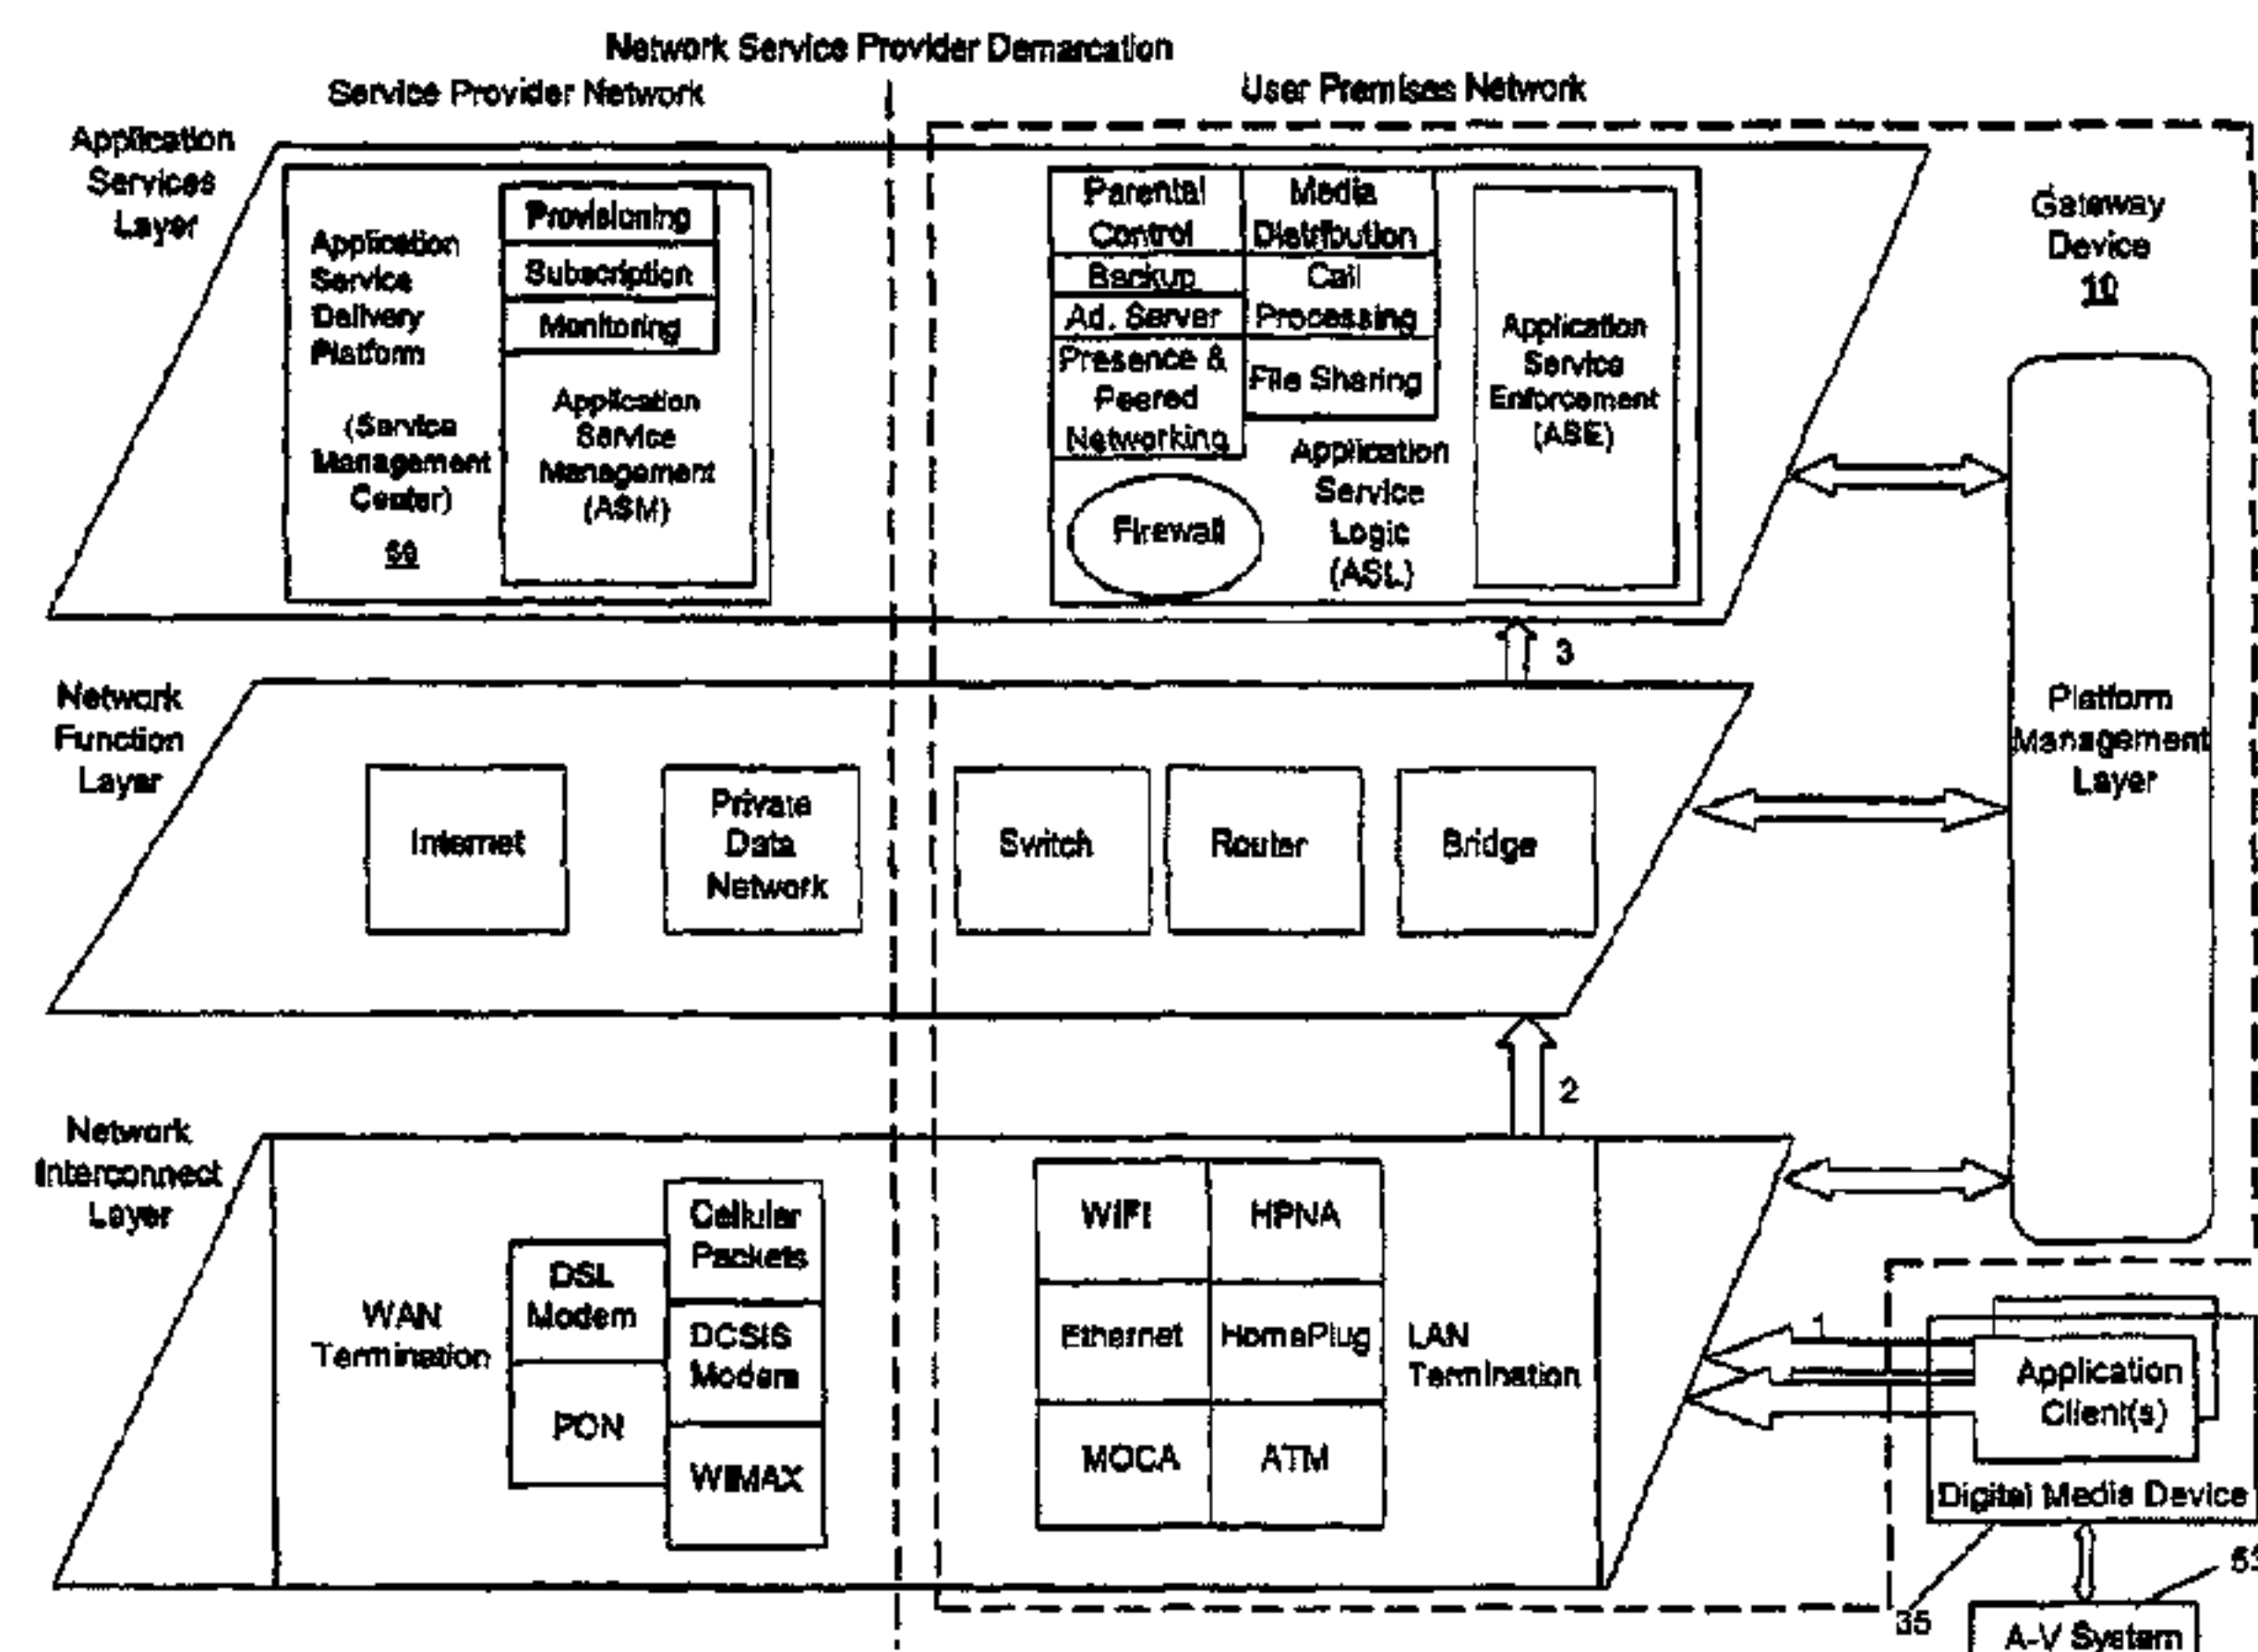 Network Service Provider Demarcation
Service Provider Network
User Premises Network
Application
Services
Layer
Application
Service
Delivery
Platform
(Service
Management
Center)
Provisioning
Subscription
Monitoring
Application
Service
Management
(ASM)
Parental
Control
Backup
Ad. Server
Presence &
Peered
Networking
Firewall
Media
Distribution
Call
Processing
File Sharing
Application
Service
Logic
(ASL)
Application
Service
Enforcement
(ASE)
Gateway
Device
10
3
Network
Function
Layer
Internet
Private
Data
Network
Switch
Router
Bridge
Platform
Management
Layer
2
Network
Interconnect
Layer
WAN
Termination
DSL
Modem
PON
Cellular
Packets
DCSIS
Modem
WIMAX
WIFI
HPNA
Ethernet
HomePlug
MOCA
ATM
LAN
Termination
1
Application
Client(s)
Digital Media Device
35
A-V System